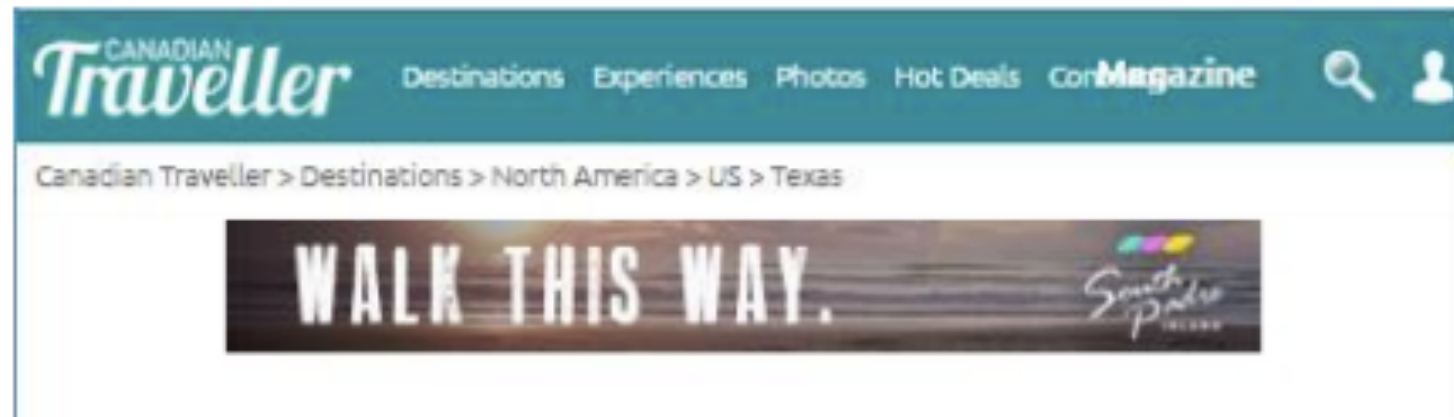 CANADIAN
Traveller
Destinations Experiences Photos Hot Deals Magazine
Canadian Traveller > Destinations > North America > US > Texas
WALK THIS WAY.
South
Padre
ISLAND